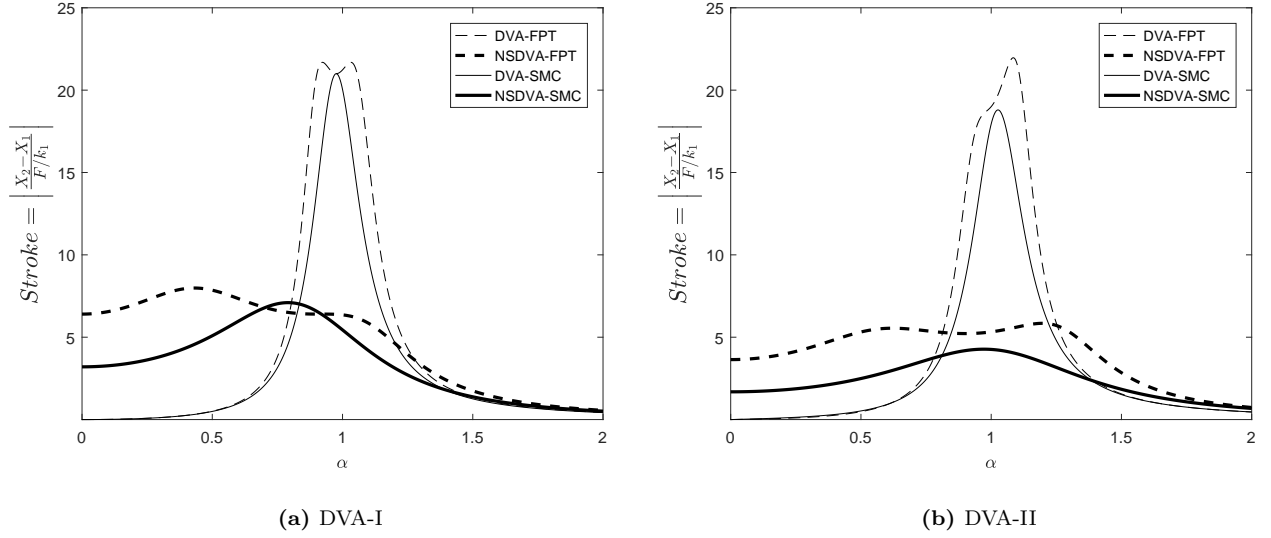 25
20
15
10
5
0
0.5
1
1.5
2
α
Stroke = |X₂−X₁ / F/k₁|
DVA-FPT
NSDVA-FPT
DVA-SMC
NSDVA-SMC
(a) DVA-I
25
20
15
10
5
0
0.5
1
1.5
2
α
Stroke = |X₂−X₁ / F/k₁|
DVA-FPT
NSDVA-FPT
DVA-SMC
NSDVA-SMC
(b) DVA-II